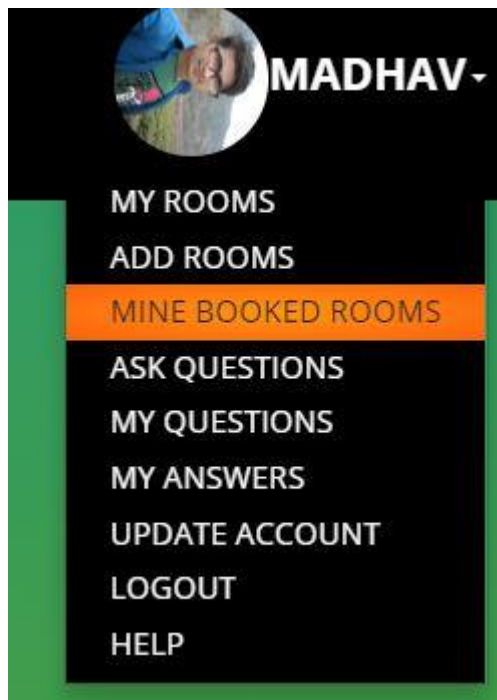 MADHAV
MY ROOMS
ADD ROOMS
MINE BOOKED ROOMS
ASK QUESTIONS
MY QUESTIONS
MY ANSWERS
UPDATE ACCOUNT
LOGOUT
HELP